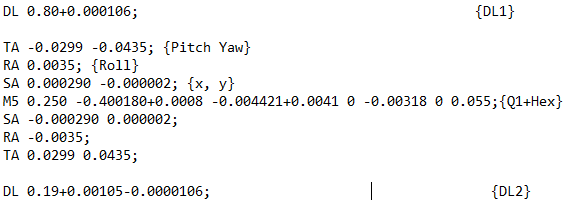 DL 0.80+0.000106; {DL1}
TA -0.0299 -0.0435; {Pitch Yaw}
RA 0.0035; {Roll}
SA 0.000290 -0.000002; {x, y}
M5 0.250 -0.400180+0.0008 -0.004421+0.0041 0 -0.00318 0 0.055;{Q1+Hex}
SA -0.000290 0.000002;
RA -0.0035;
TA 0.0299 0.0435;
DL 0.19+0.00105-0.0000106; {DL2}